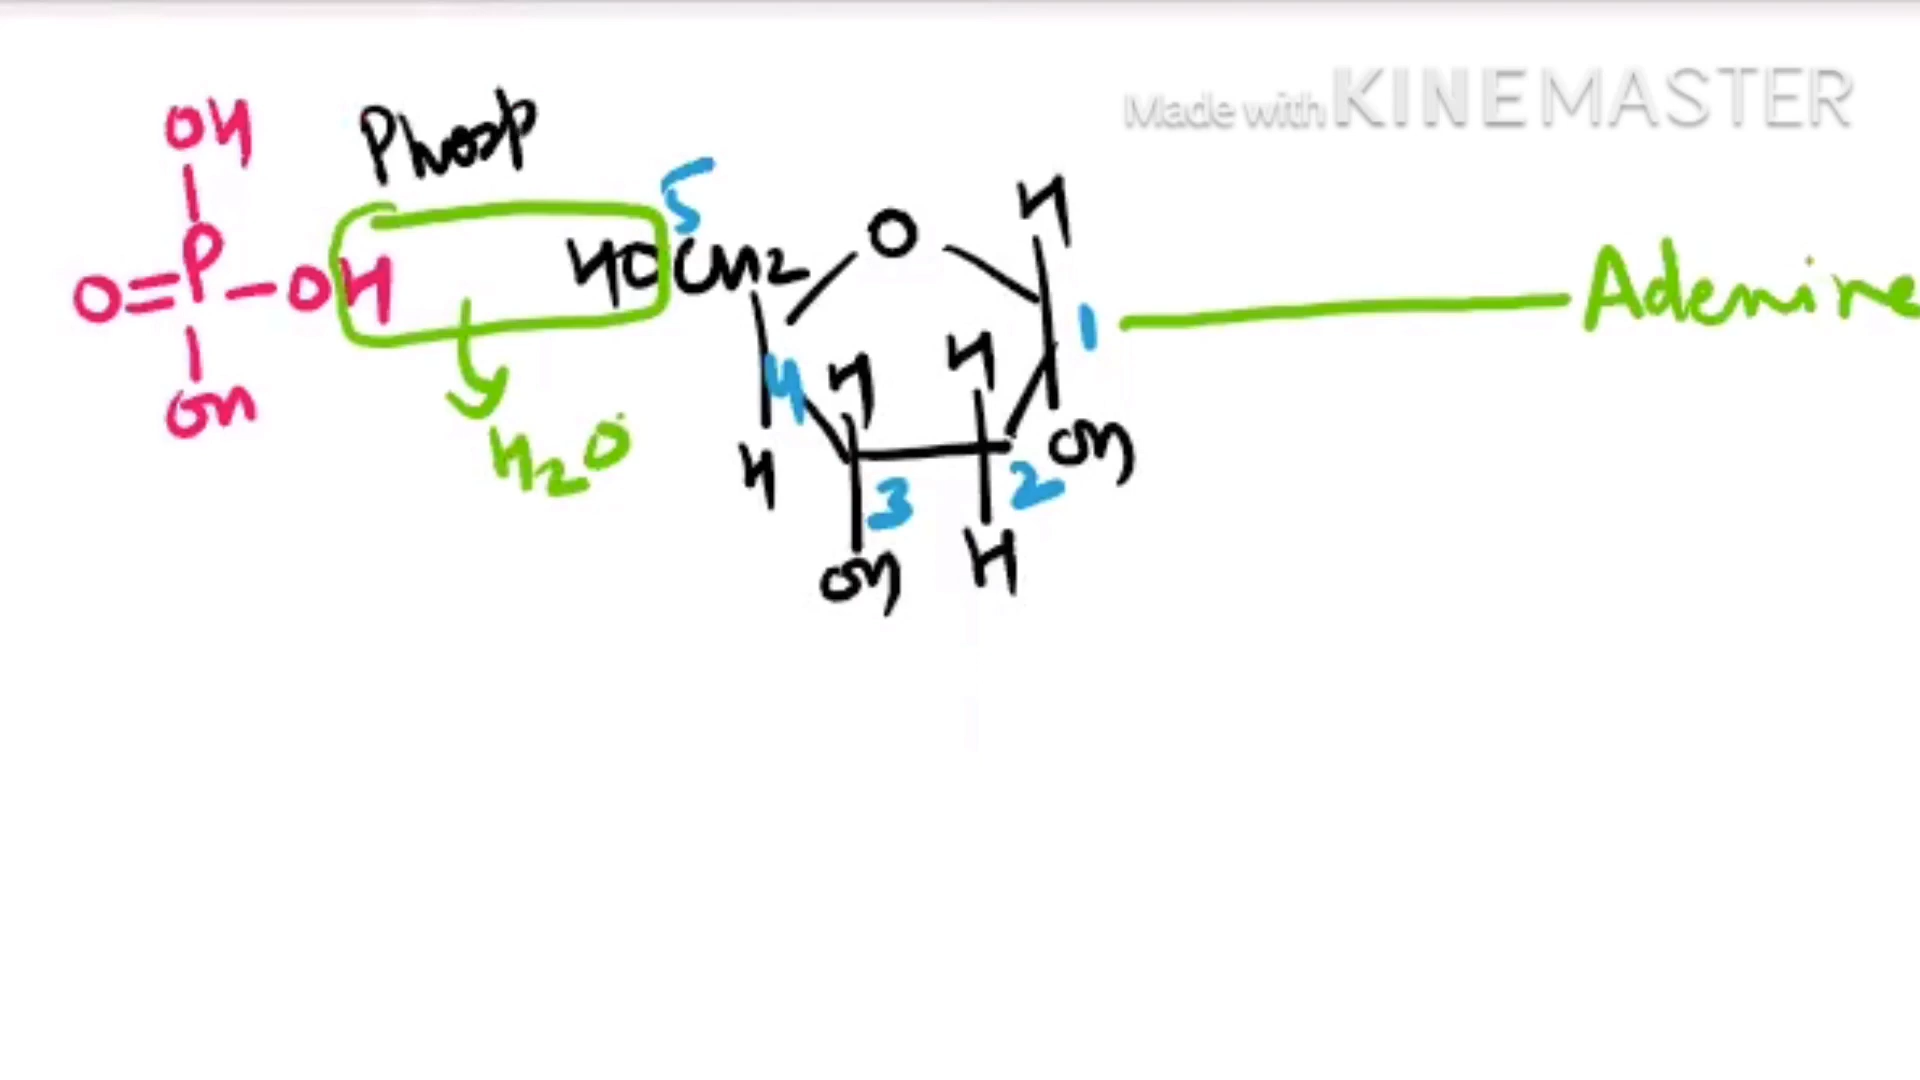 Made with KINEMASTER
OH
Phosp
5
O
H
O=P-OH
HOCH2
1
Adenine
4
H
H
OH
H2O
H
3
2
OH
OH
H